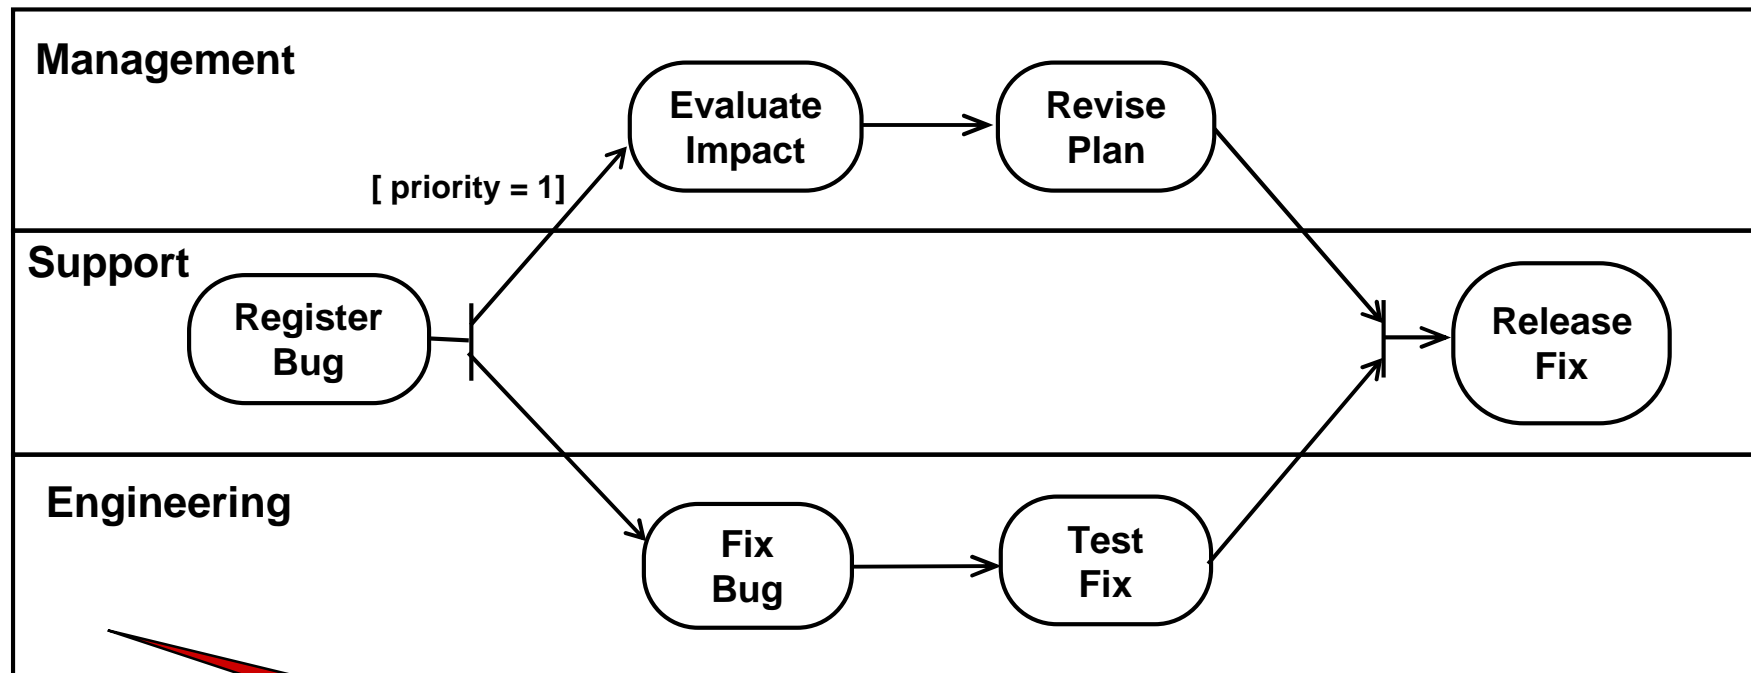 Management
Evaluate
Impact
Revise
Plan
[ priority = 1]
Support
Register
Bug
Release
Fix
Engineering
Fix
Bug
Test
Fix